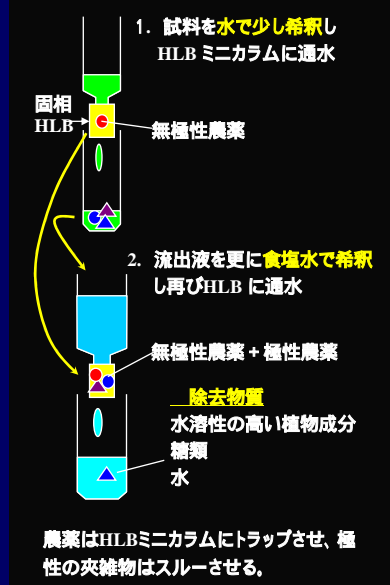 1. 試料を水で少し希釈し
HLB ミニカラムに通水
固相
HLB
無極性農薬
2. 流出液を更に食塩水で希釈
し再びHLB に通水
無極性農薬 + 極性農薬
除去物質
水溶性の高い植物成分
糖類
水
農薬はHLBミニカラムにトラップさせ、極
性の夾雑物はスルーさせる。